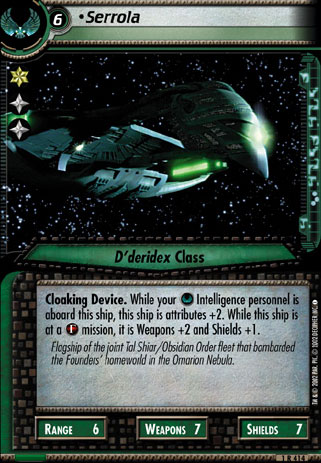 6 •Serrola
D'deridex Class
Cloaking Device. While your Intelligence personnel is
aboard this ship, this ship is attributes +2. While this ship is
at a mission, it is Weapons +2 and Shields +1.
Flagship of the joint Tal Shiar/Obsidian Order fleet that bombarded
the Founders' homeworld in the Omarion Nebula.
RANGE 6 WEAPONS 7 SHIELDS 7
1 R 414